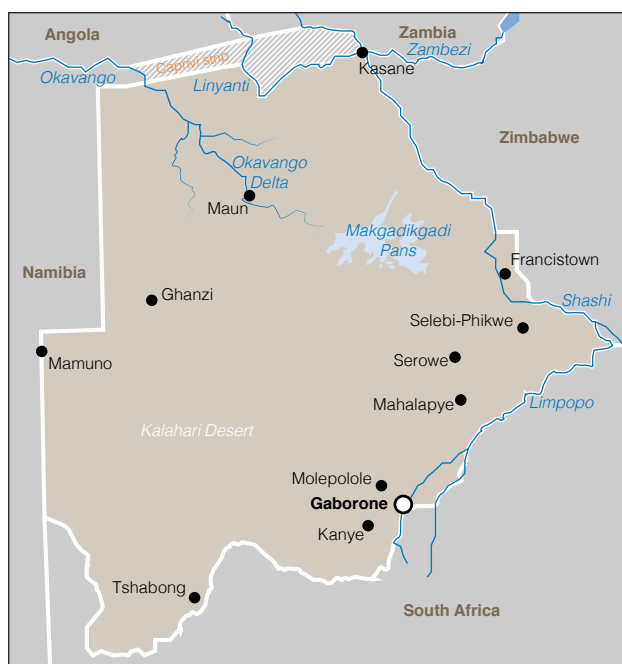 Angola
Zambia
Zambezi
Caprivi strip
Okavango
Linyanti
Kasane
Zimbabwe
Okavango
Delta
Maun
Makgadikgadi
Pans
Francistown
Namibia
Ghanzi
Shashi
Selebi-Phikwe
Mamuno
Serowe
Mahalapye
Limpopo
Kalahari Desert
Molepolole
Gaborone
Kanye
Tshabong
South Africa